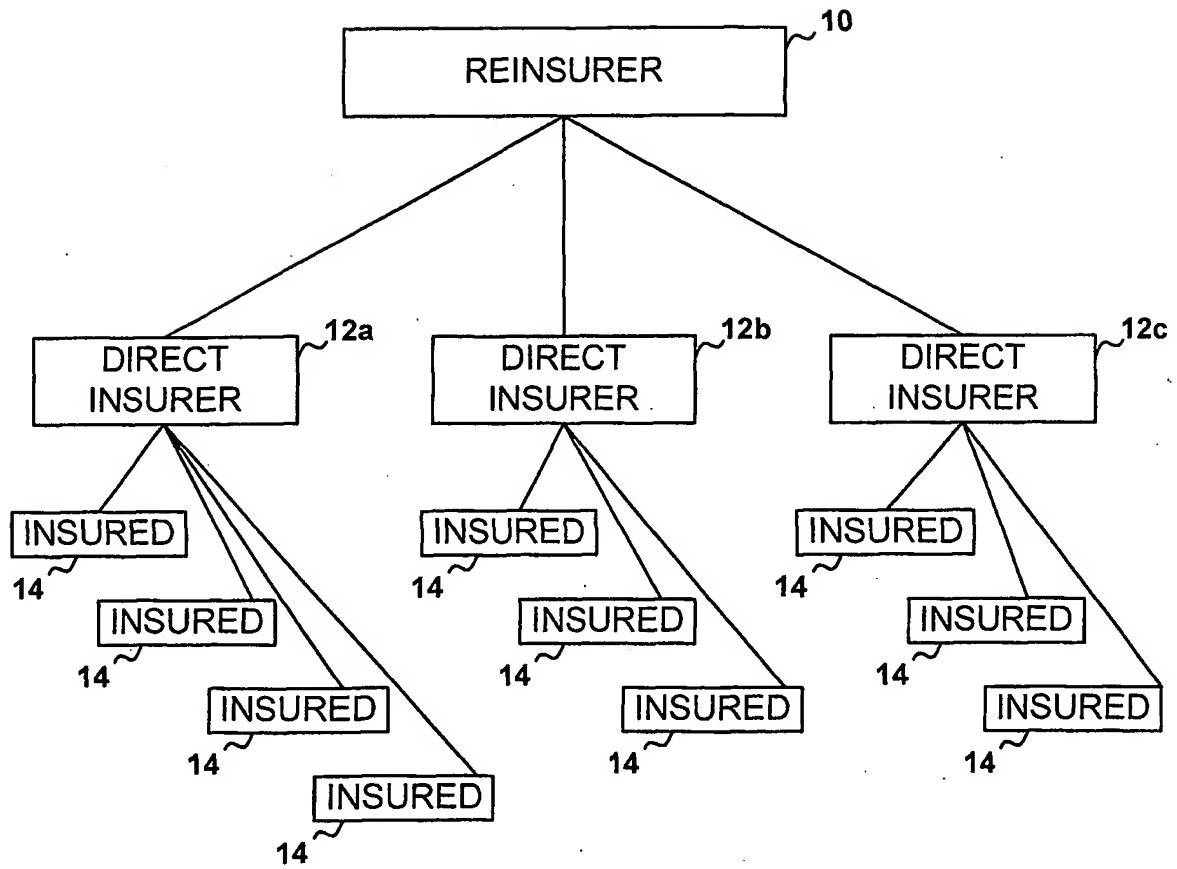 10
REINSURER
12a
DIRECT
INSURER
12b
DIRECT
INSURER
12c
DIRECT
INSURER
INSURED
14
INSURED
14
INSURED
14
INSURED
14
INSURED
14
INSURED
14
INSURED
14
INSURED
14
INSURED
14
INSURED
14